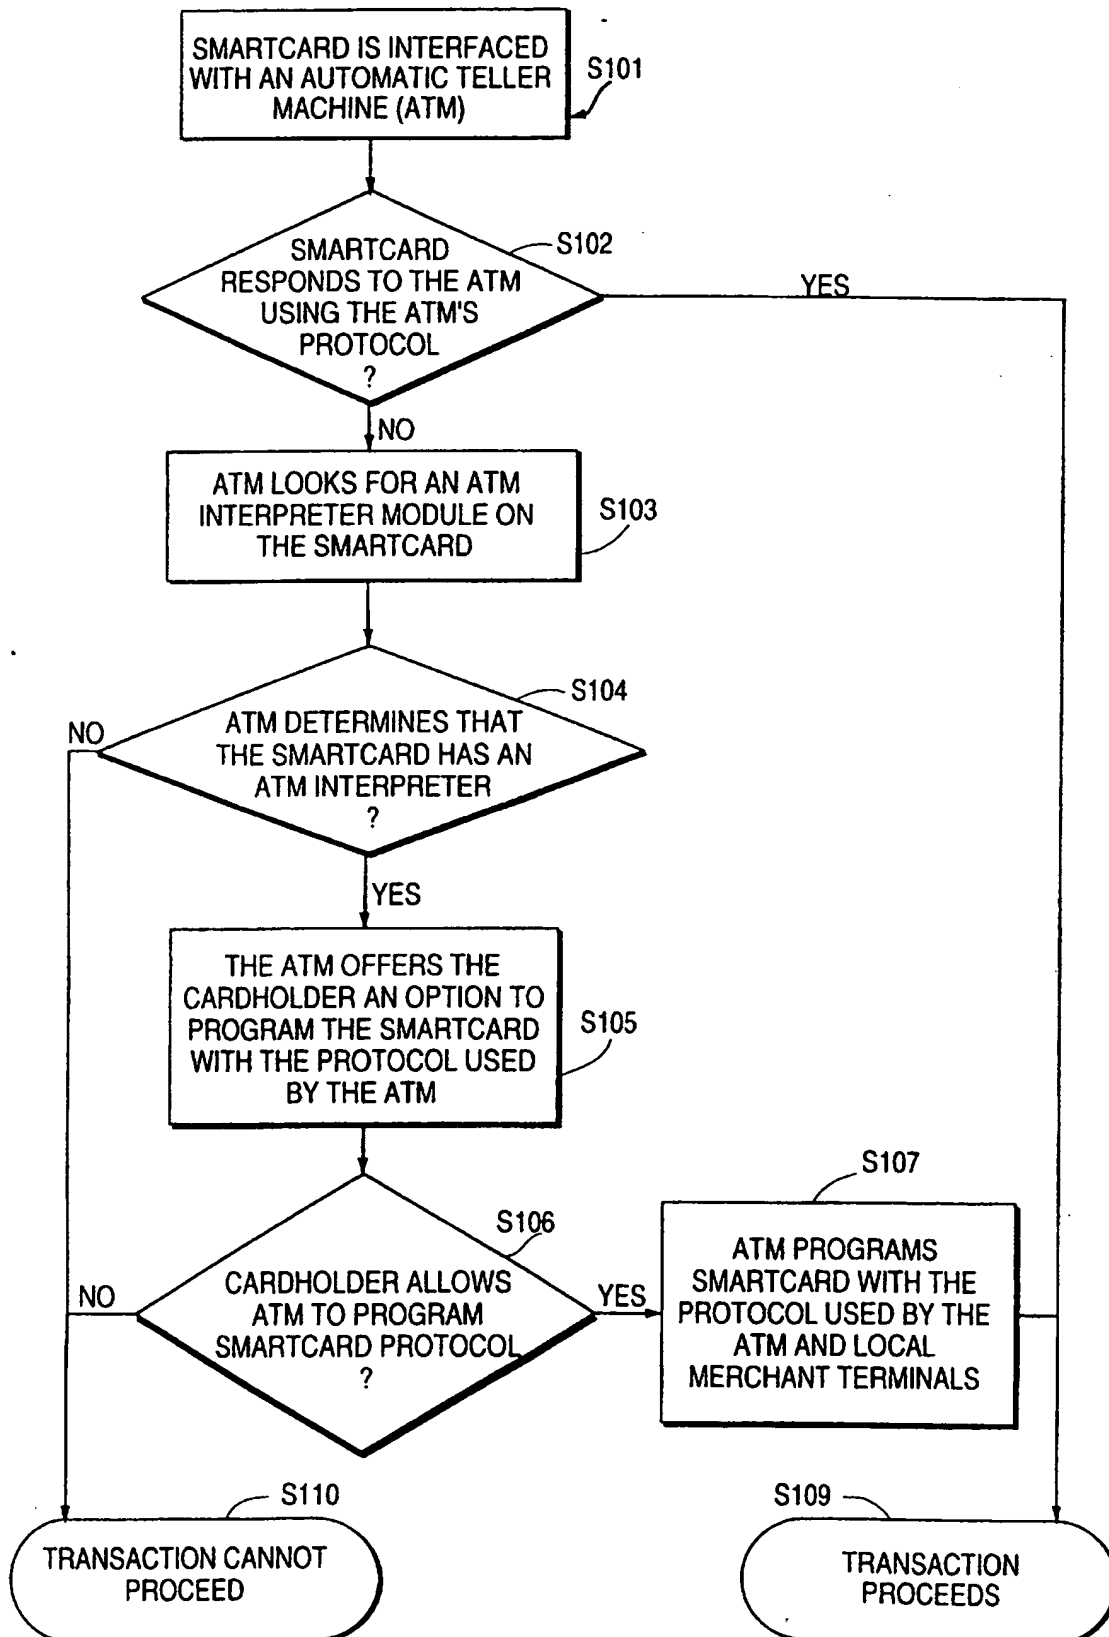 SMARTCARD IS INTERFACED
WITH AN AUTOMATIC TELLER
MACHINE (ATM)
S101
SMARTCARD
RESPONDS TO THE ATM
USING THE ATM'S
PROTOCOL
?
S102
YES
NO
ATM LOOKS FOR AN ATM
INTERPRETER MODULE ON
THE SMARTCARD
S103
ATM DETERMINES THAT
THE SMARTCARD HAS AN
ATM INTERPRETER
?
S104
NO
YES
THE ATM OFFERS THE
CARDHOLDER AN OPTION TO
PROGRAM THE SMARTCARD
WITH THE PROTOCOL USED
BY THE ATM
S105
CARDHOLDER ALLOWS
ATM TO PROGRAM
SMARTCARD PROTOCOL
?
S106
NO
YES
S107
ATM PROGRAMS
SMARTCARD WITH THE
PROTOCOL USED BY THE
ATM AND LOCAL
MERCHANT TERMINALS
S110
TRANSACTION CANNOT
PROCEED
S109
TRANSACTION
PROCEEDS